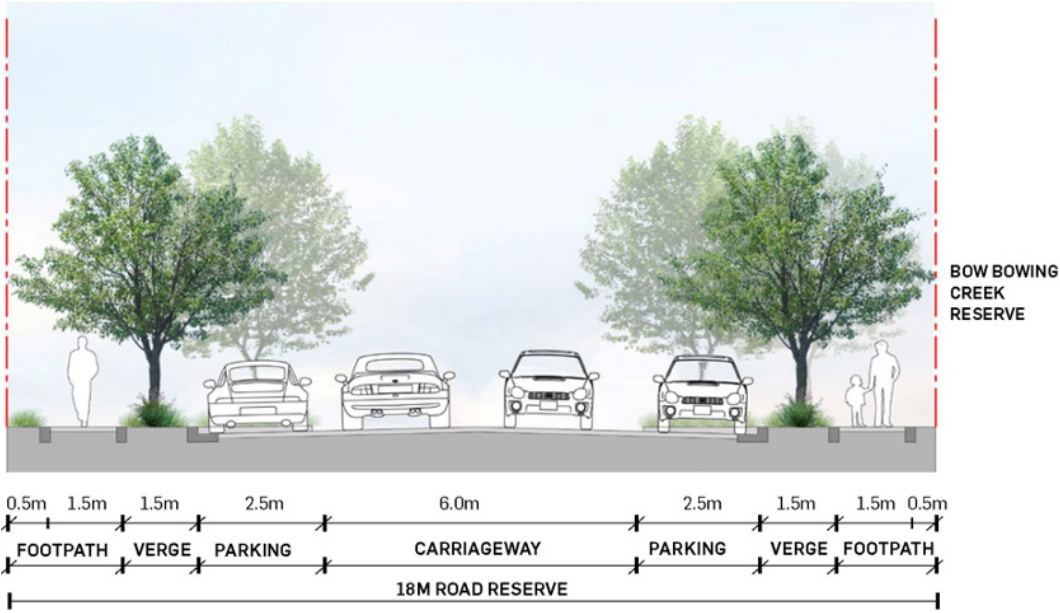 BOW BOWING
CREEK
RESERVE
0.5m 1.5m 1.5m 2.5m 6.0m 2.5m 1.5m 1.5m 0.5m
FOOTPATH VERGE PARKING CARRIAGEWAY PARKING VERGE FOOTPATH
18M ROAD RESERVE